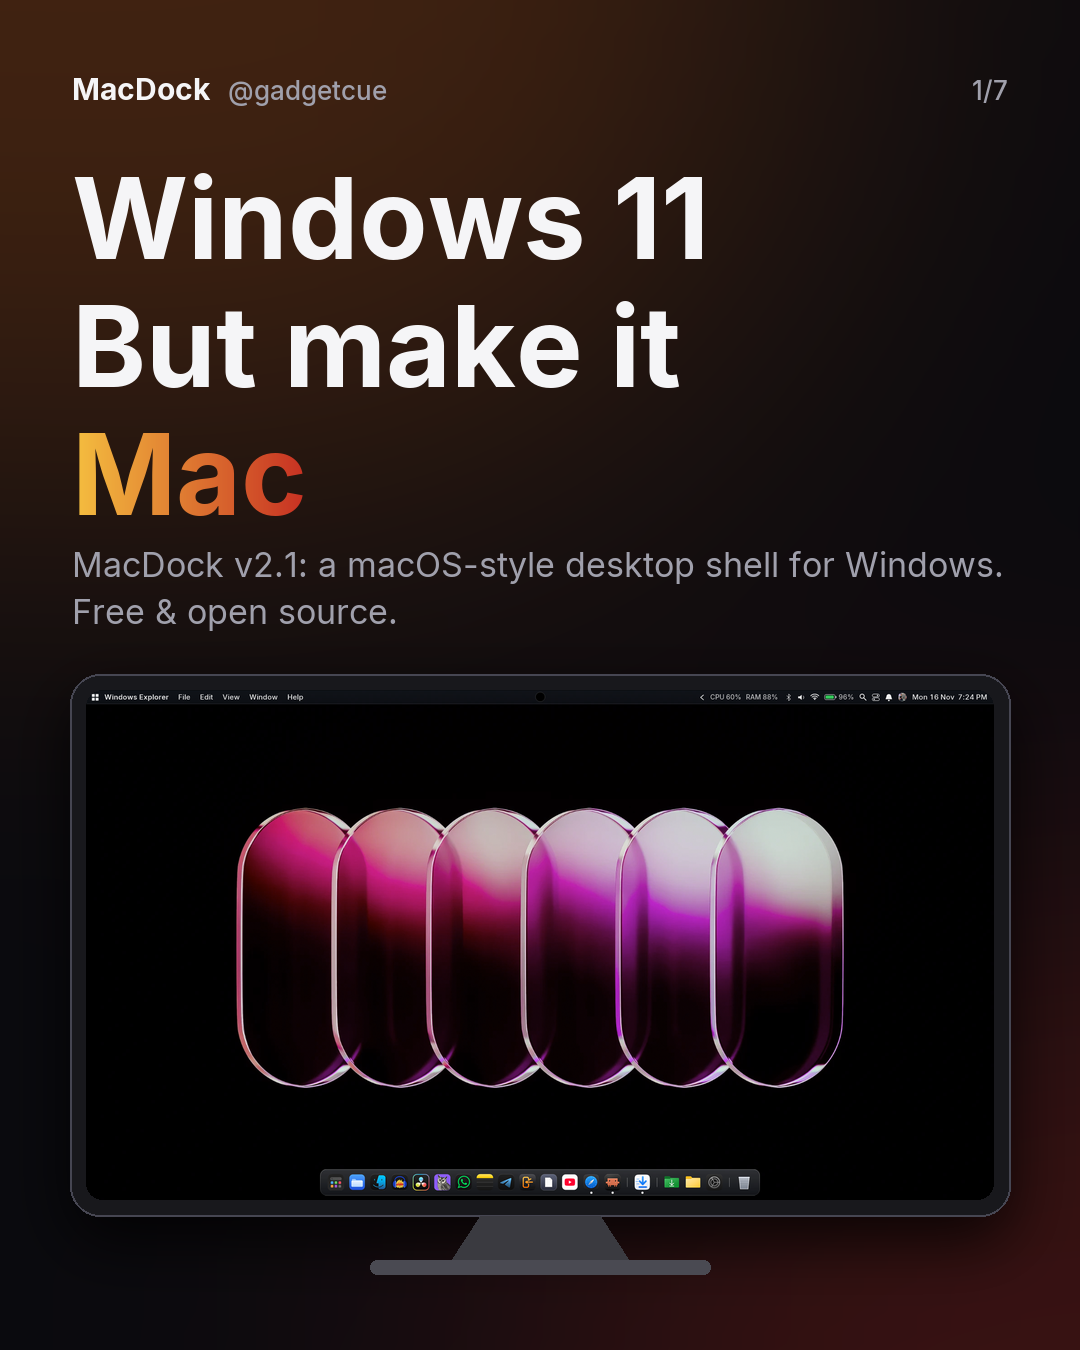 MacDock @gadgetcue 1/7
Windows 11
But make it
Mac
MacDock v2.1: a macOS-style desktop shell for Windows.
Free & open source.
Windows Explorer File Edit View Window Help CPU 60% RAM 88% 96% Mon 16 Nov 7:24 PM